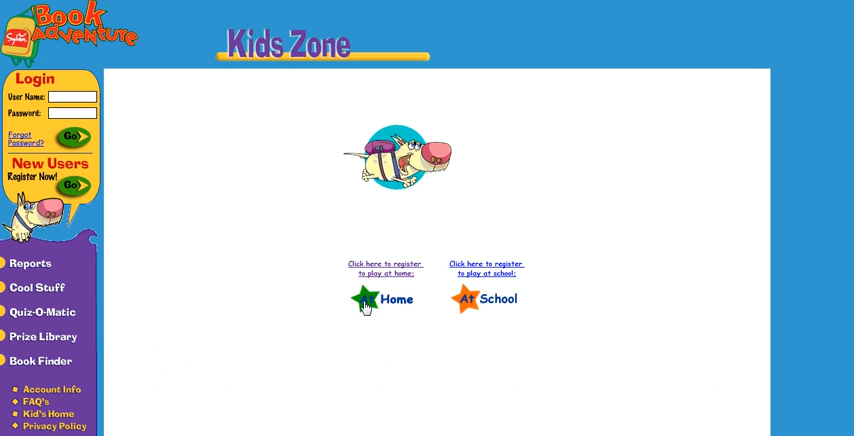 Book
Adventure
Sylvan
Kids Zone
Login
User Name:
Password:
Forgot
Password?
Go
New Users
Register Now!
Go
Reports
Cool Stuff
Quiz-O-Matic
Prize Library
Book Finder
Account Info
FAQ's
Kid's Home
Privacy Policy
Click here to register
to play at home;
At Home
Click here to register
to play at school;
At School